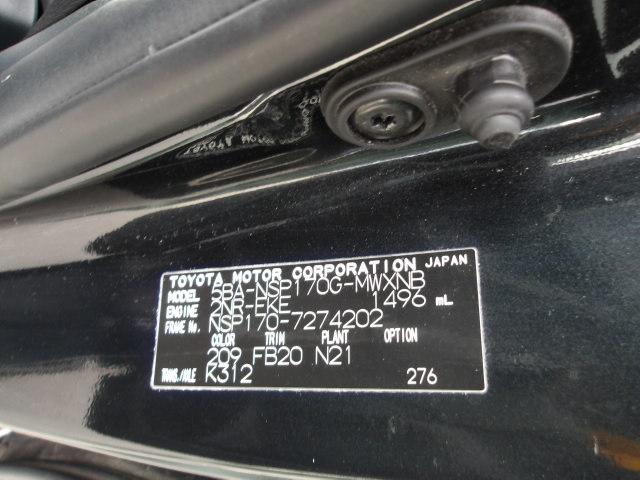 TOYOTA MOTOR CORPORATION JAPAN
MODEL 5BA-NSP170G-MWXNB
ENGINE 2NR-FKE 1496 mL
FRAME No. NSP170-7274202
COLOR TRIM PLANT OPTION
209 FB20 N21
TRANS./AXLE K312 276